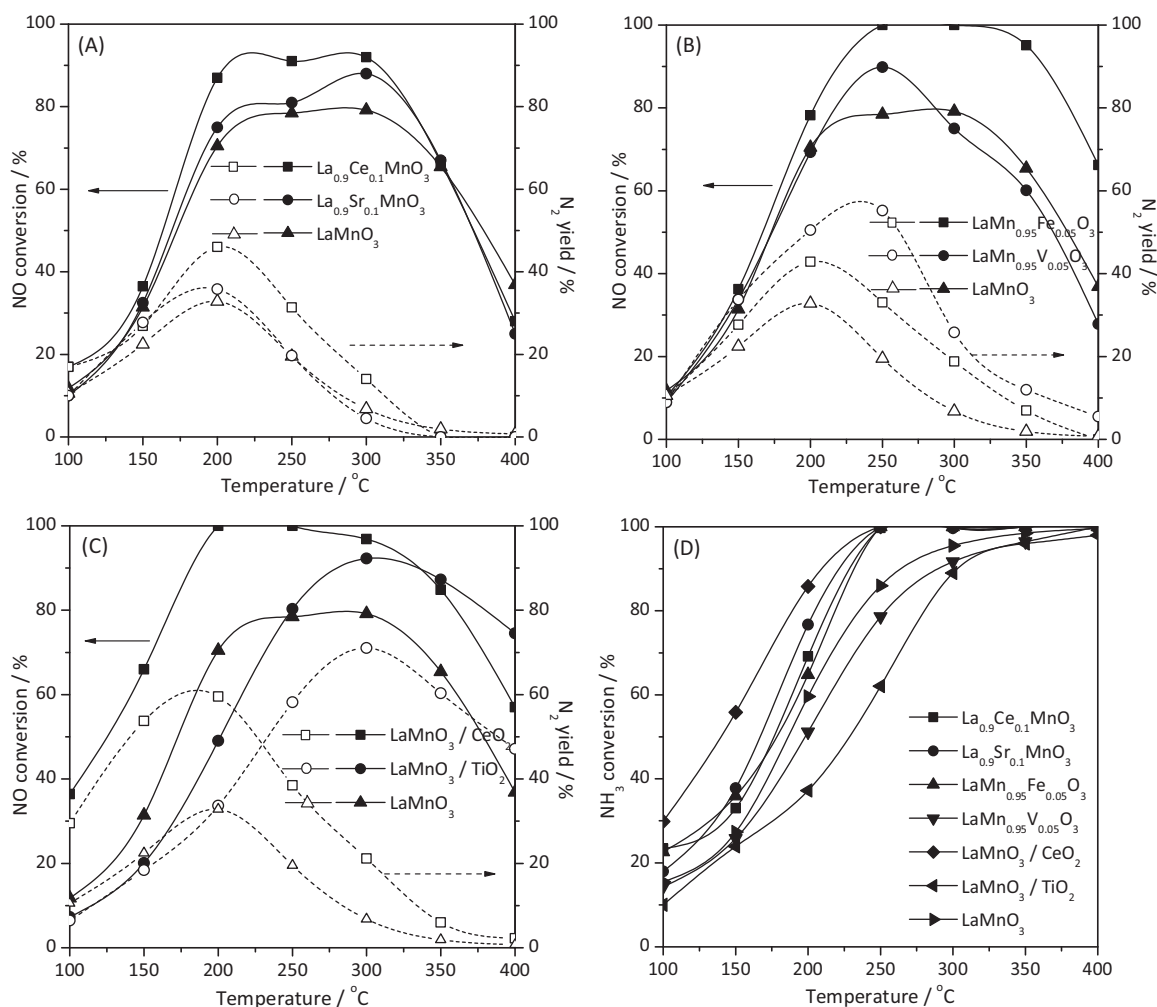 (A)
NO conversion / %
100
80
60
40
20
0
La0.9Ce0.1MnO3
La0.9Sr0.1MnO3
LaMnO3
100
80
60
40
20
0
N2 yield / %
100 150 200 250 300 350 400
Temperature / °C
(B)
NO conversion / %
100
80
60
40
20
0
LaMn0.95Fe0.05O3
LaMn0.95V0.05O3
LaMnO3
100
80
60
40
20
0
N2 yield / %
100 150 200 250 300 350 400
Temperature / °C
(C)
NO conversion / %
100
80
60
40
20
0
LaMnO3 / CeO2
LaMnO3 / TiO2
LaMnO3
100
80
60
40
20
0
N2 yield / %
100 150 200 250 300 350 400
Temperature / °C
(D)
NH3 conversion / %
100
90
80
70
60
50
40
30
20
10
0
La0.9Ce0.1MnO3
La0.9Sr0.1MnO3
LaMn0.95Fe0.05O3
LaMn0.95V0.05O3
LaMnO3 / CeO2
LaMnO3 / TiO2
LaMnO3
100 150 200 250 300 350 400
Temperature / °C